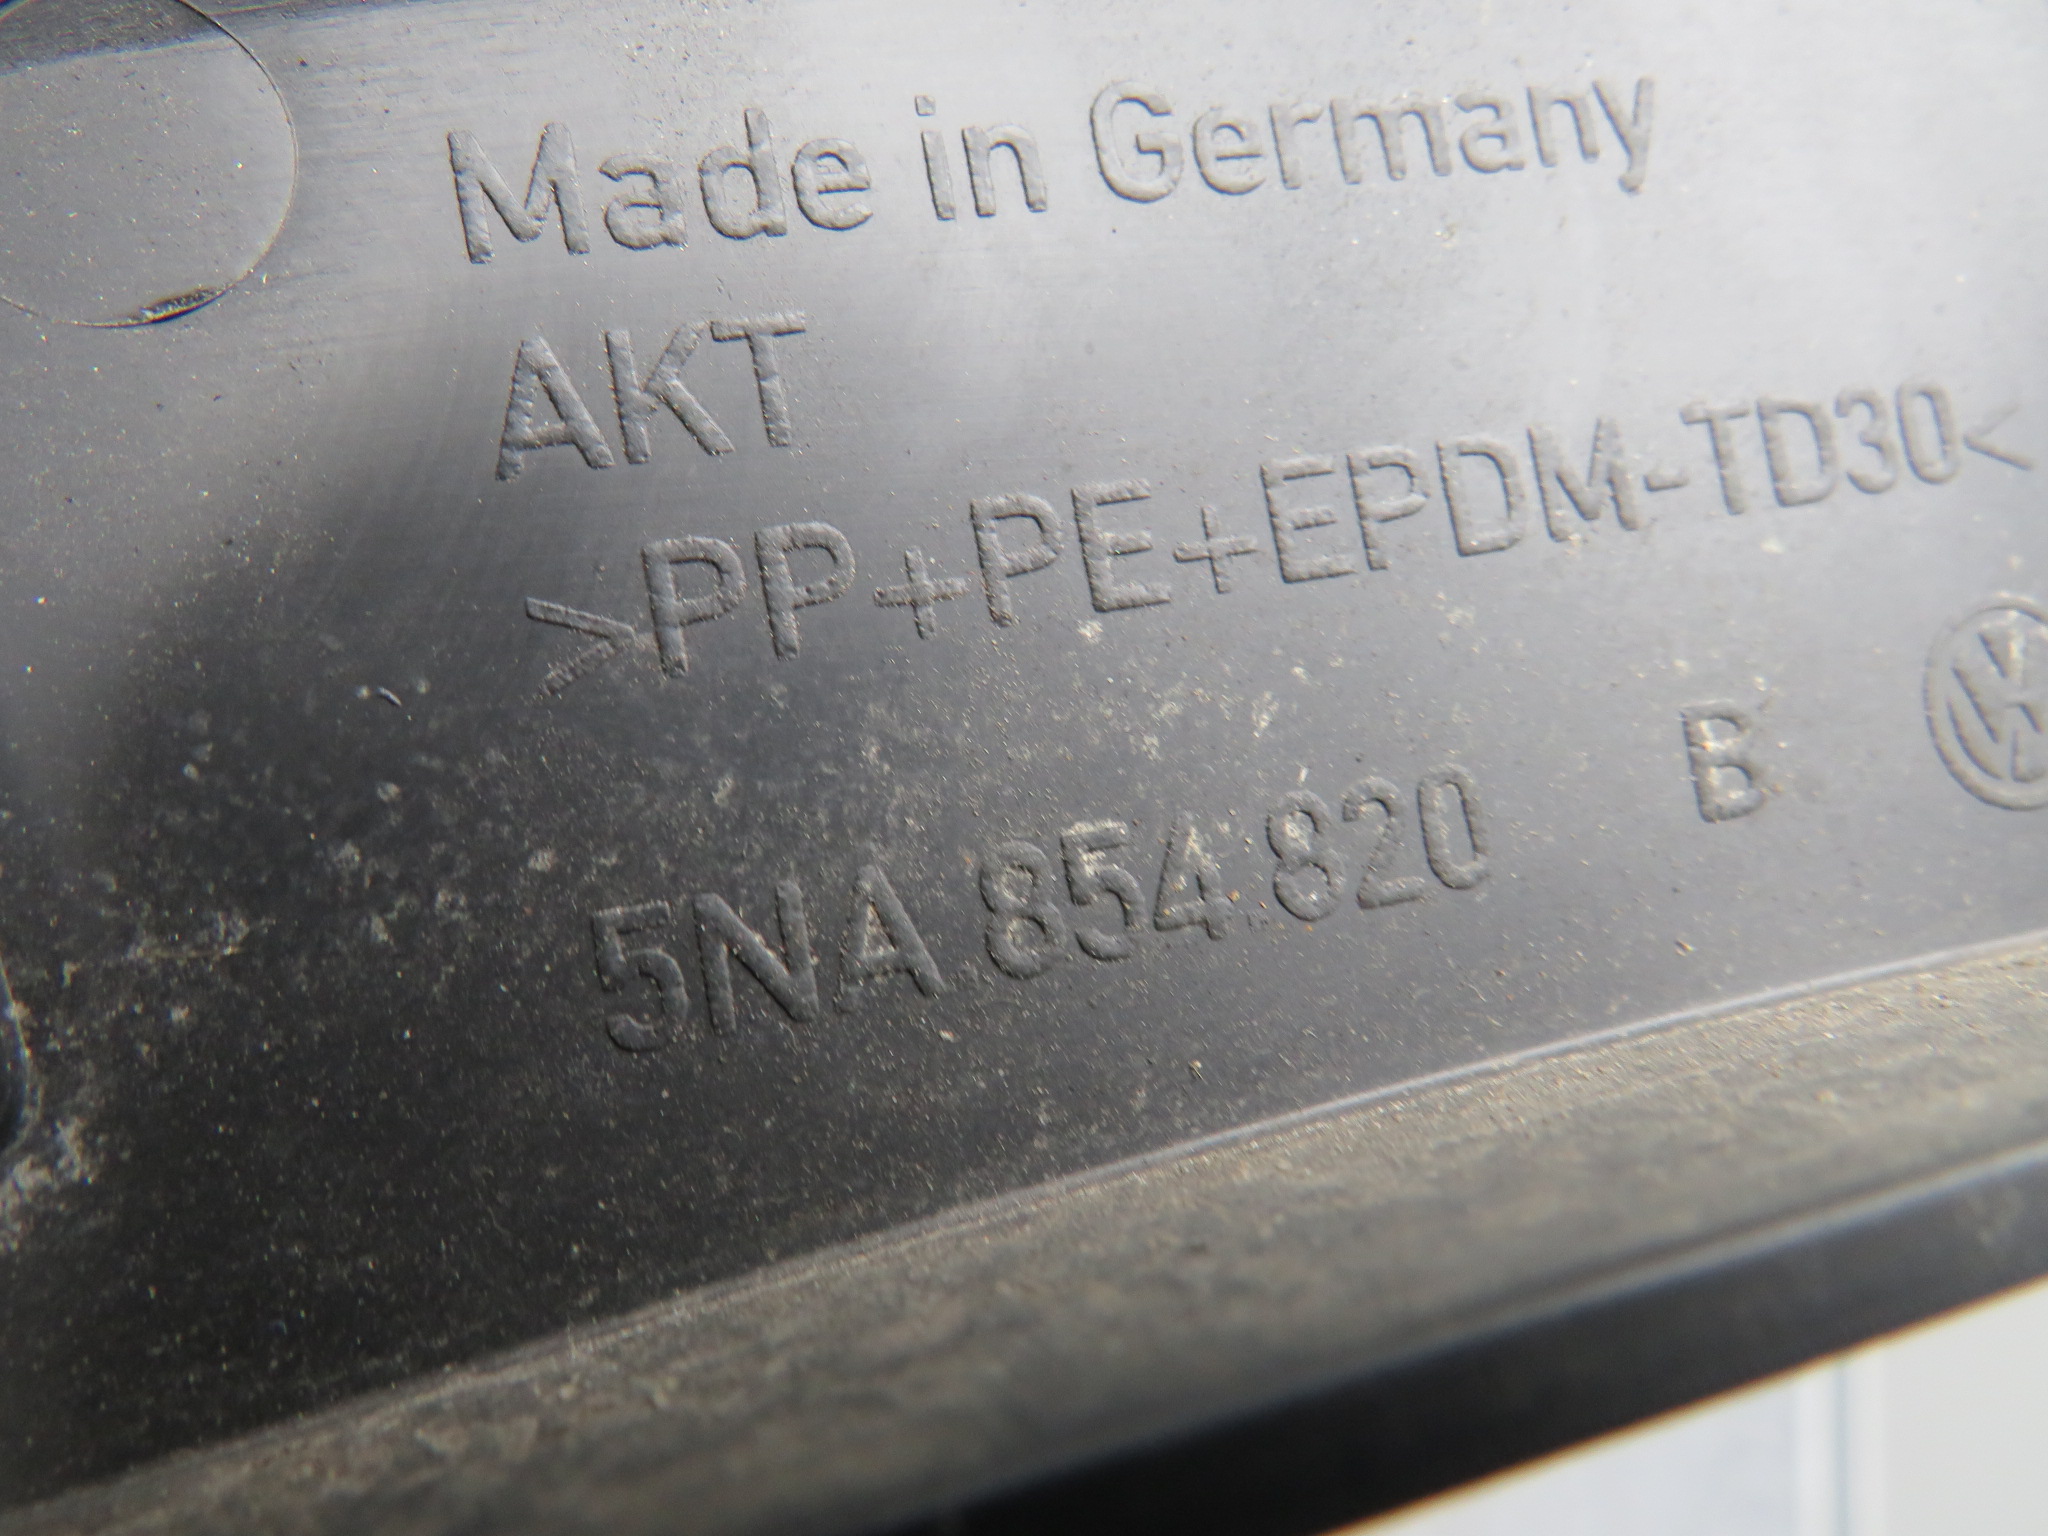 Made in Germany
AKT
>PP+PE+EPDM-TD30<
5NA.854.820 B